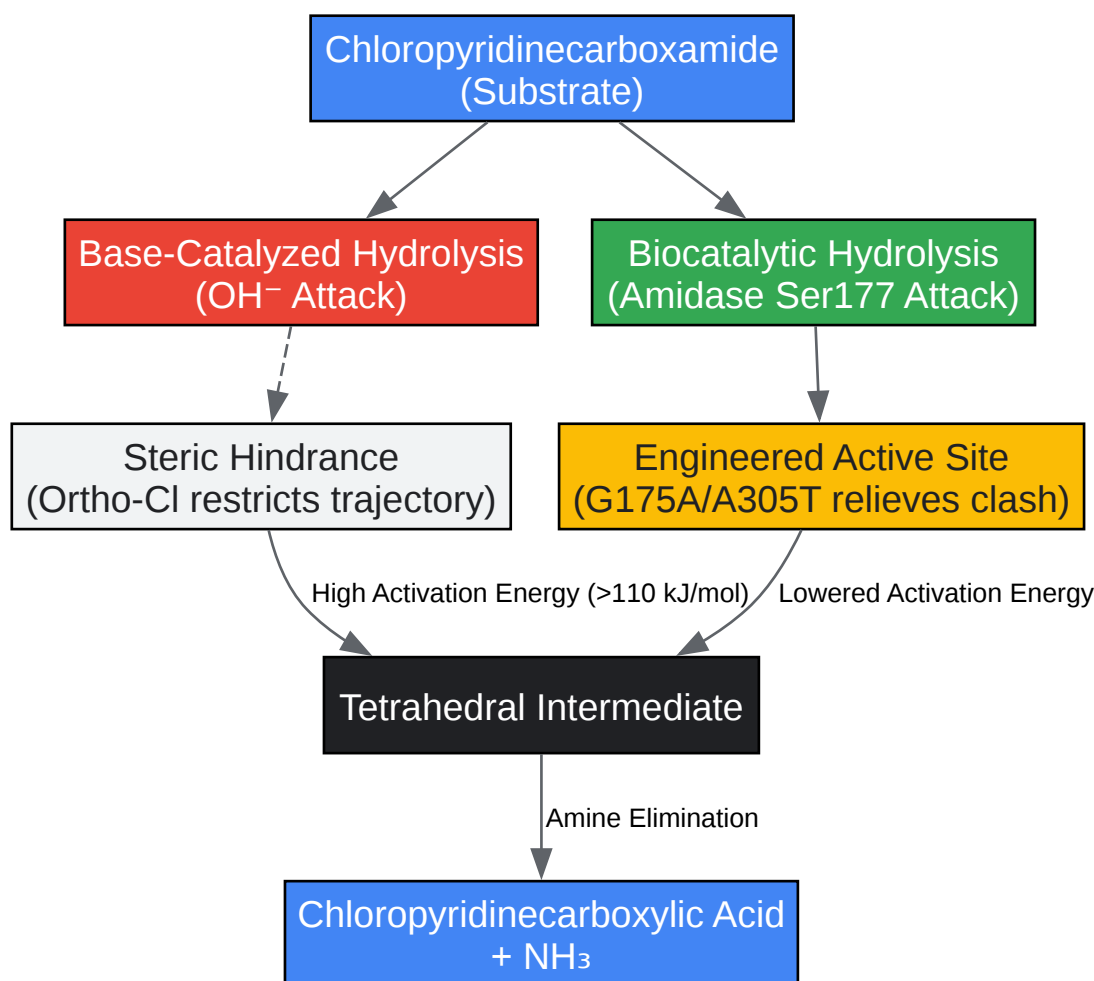 Chloropyridinecarboxamide
(Substrate)
Base-Catalyzed Hydrolysis
(OH⁻ Attack)
Biocatalytic Hydrolysis
(Amidase Ser177 Attack)
Steric Hindrance
(Ortho-Cl restricts trajectory)
Engineered Active Site
(G175A/A305T relieves clash)
High Activation Energy (>110 kJ/mol)
Lowered Activation Energy
Tetrahedral Intermediate
Amine Elimination
Chloropyridinecarboxylic Acid
+ NH₃